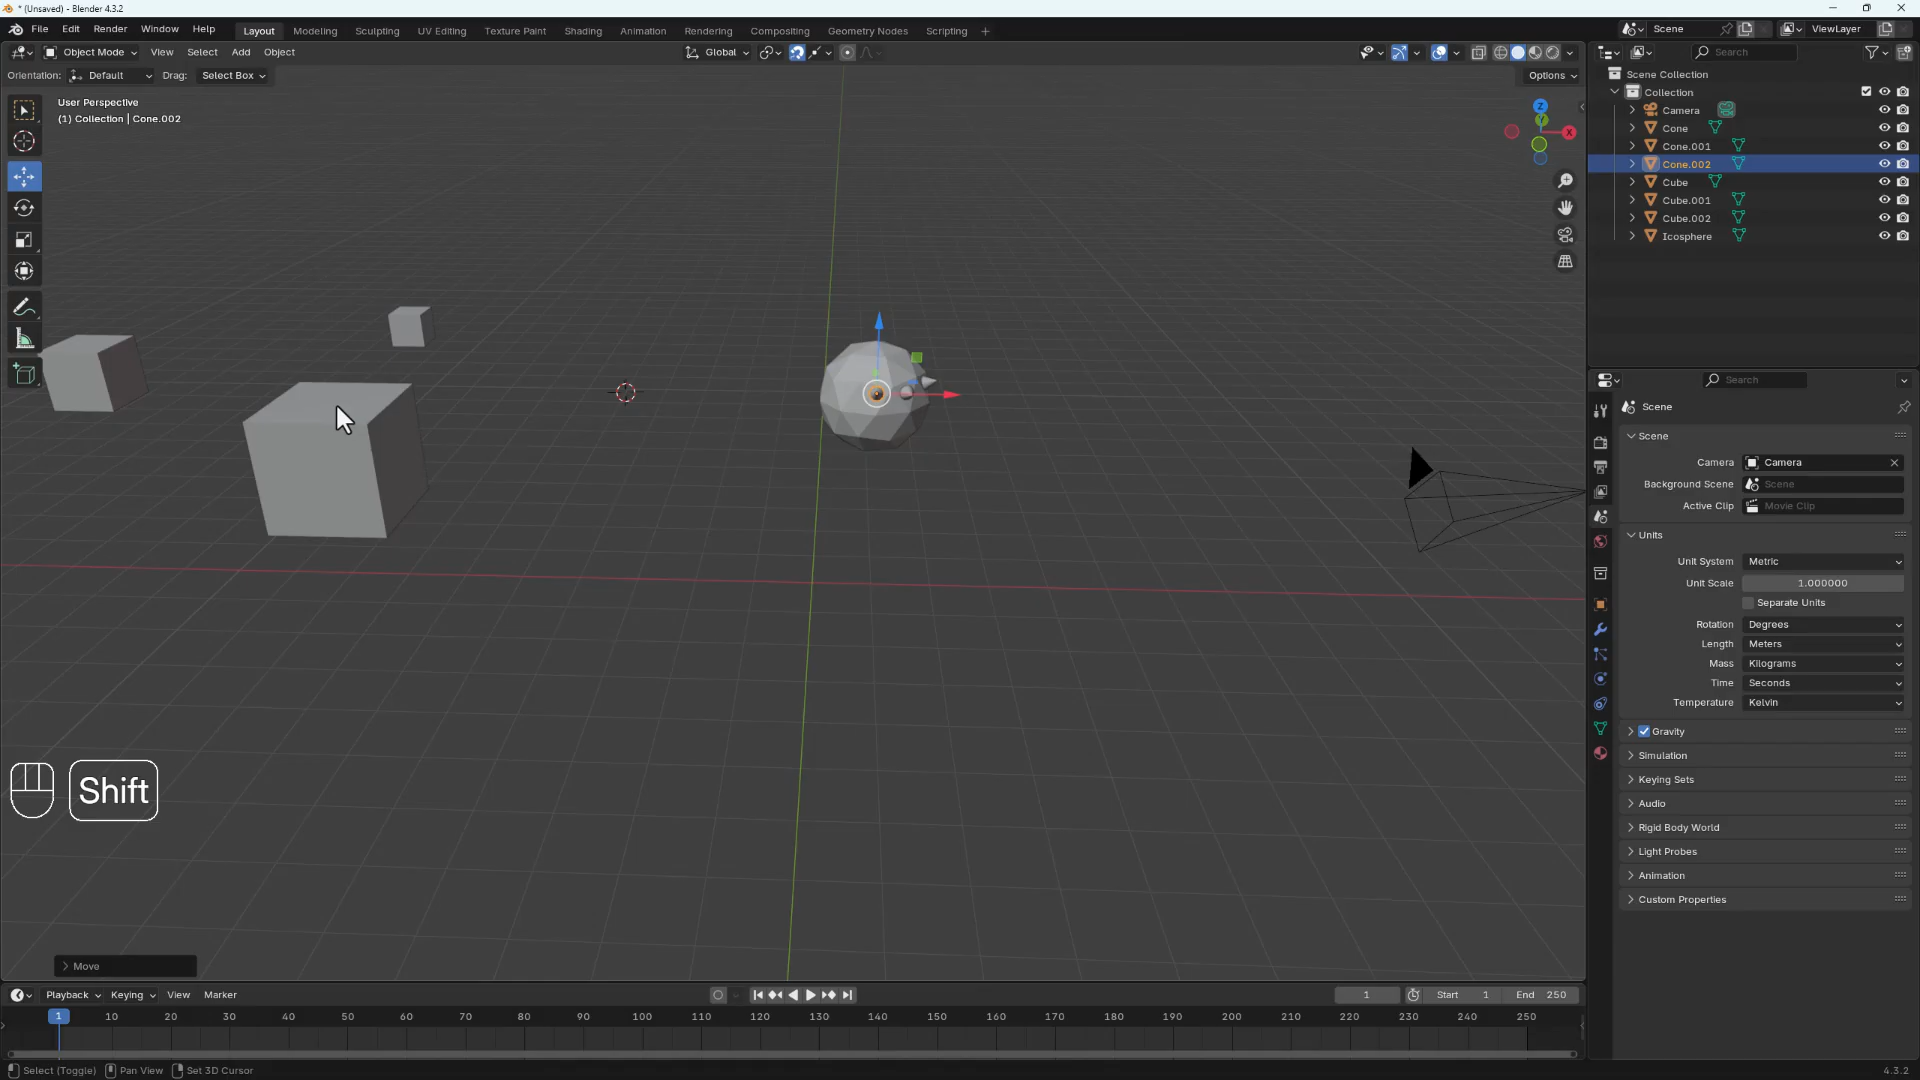 * (Unsaved) - Blender 4.3.2
File Edit Render Window Help Layout Modeling Sculpting UV Editing Texture Paint Shading Animation Rendering Compositing Geometry Nodes Scripting + Scene ViewLayer
Object Mode View Select Add Object Global Search
Orientation: Default Drag: Select Box Options
User Perspective
(1) Collection | Cone.002
Z
Y
X
Scene Collection
Collection
Camera
Cone
Cone.001
Cone.002
Cube
Cube.001
Cube.002
Icosphere
Search
Scene
Scene
Camera Camera
Background Scene Scene
Active Clip Movie Clip
Units
Unit System Metric
Unit Scale 1.000000
Separate Units
Rotation Degrees
Length Meters
Mass Kilograms
Time Seconds
Temperature Kelvin
Gravity
Simulation
Keying Sets
Audio
Rigid Body World
Light Probes
Animation
Custom Properties
Shift
Move
Playback Keying View Marker 1 Start 1 End 250
1 10 20 30 40 50 60 70 80 90 100 110 120 130 140 150 160 170 180 190 200 210 220 230 240 250
Select (Toggle) Pan View Set 3D Cursor 4.3.2